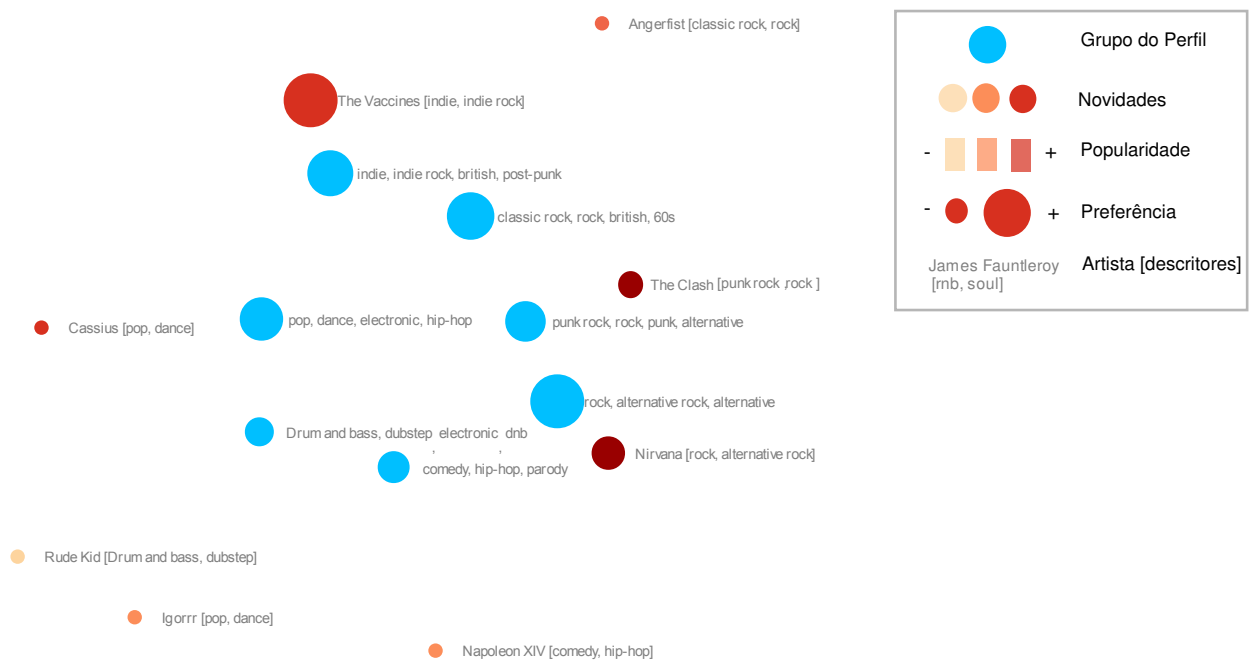 Angerfist [classic rock, rock]
The Vaccines [indie, indie rock]
indie, indie rock, british, post-punk
classic rock, rock, british, 60s
The Clash [punk rock ,rock ]
Cassius [pop, dance]
pop, dance, electronic, hip-hop
punk rock, rock, punk, alternative
rock, alternative rock, alternative
Drum and bass, dubstep, electronic, dnb
Nirvana [rock, alternative rock]
comedy, hip-hop, parody
Rude Kid [Drum and bass, dubstep]
Igorrr [pop, dance]
Napoleon XIV [comedy, hip-hop]
Grupo do Perfil
Novidades
- + Popularidade
- + Preferência
James Fauntleroy
[rnb, soul]
Artista [descritores]